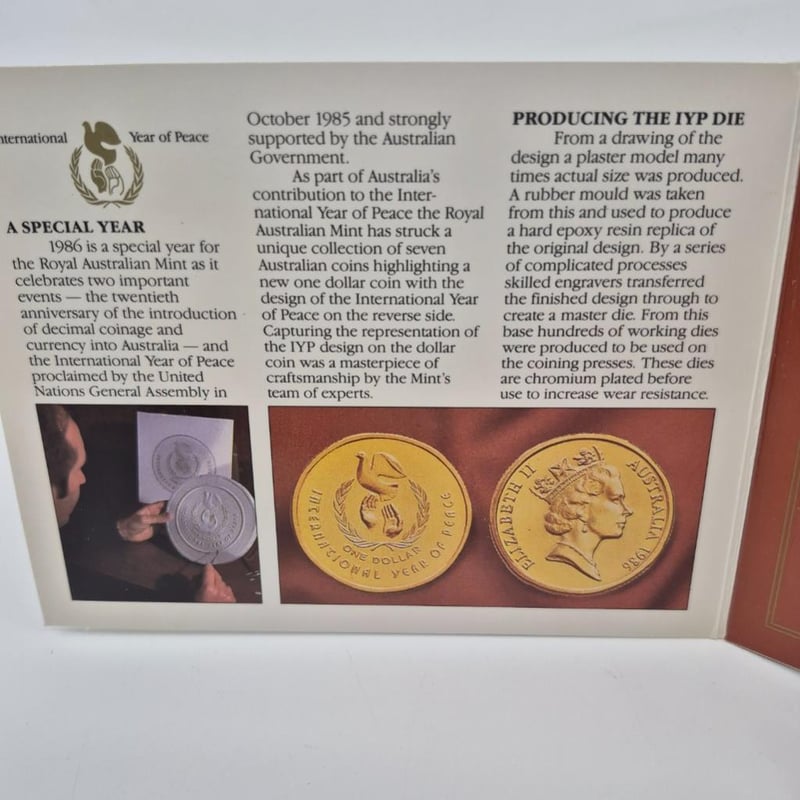 nternational Year of Peace
A SPECIAL YEAR
1986 is a special year for
the Royal Australian Mint as it
celebrates two important
events — the twentieth
anniversary of the introduction
of decimal coinage and
currency into Australia — and
the International Year of Peace
proclaimed by the United
Nations General Assembly in
October 1985 and strongly
supported by the Australian
Government.
As part of Australia's
contribution to the Inter-
national Year of Peace the Royal
Australian Mint has struck a
unique collection of seven
Australian coins highlighting a
new one dollar coin with the
design of the International Year
of Peace on the reverse side.
Capturing the representation of
the IYP design on the dollar
coin was a masterpiece of
craftsmanship by the Mint's
team of experts.
PRODUCING THE IYP DIE
From a drawing of the
design a plaster model many
times actual size was produced.
A rubber mould was taken
from this and used to produce
a hard epoxy resin replica of
the original design. By a series
of complicated processes
skilled engravers transferred
the finished design through to
create a master die. From this
base hundreds of working dies
were produced to be used on
the coining presses. These dies
are chromium plated before
use to increase wear resistance.
ONE DOLLAR
INTERNATIONAL YEAR OF PEACE
ELIZABETH II
AUSTRALIA 1986